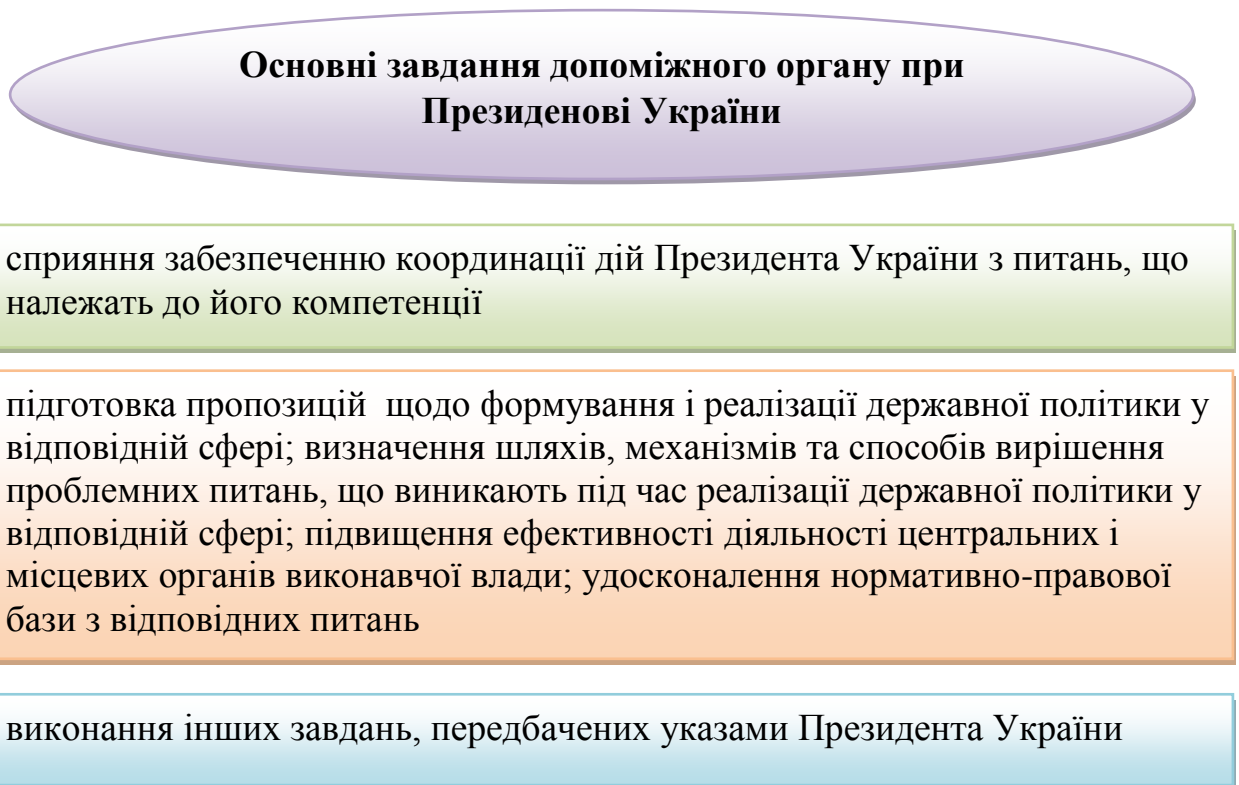 Основні завдання допоміжного органу при
Президенові України
сприяння забезпеченню координації дій Президента України з питань, що
належать до його компетенції
підготовка пропозицій  щодо формування і реалізації державної політики у
відповідній сфері; визначення шляхів, механізмів та способів вирішення
проблемних питань, що виникають під час реалізації державної політики у
відповідній сфері; підвищення ефективності діяльності центральних і
місцевих органів виконавчої влади; удосконалення нормативно-правової
бази з відповідних питань
виконання інших завдань, передбачених указами Президента України